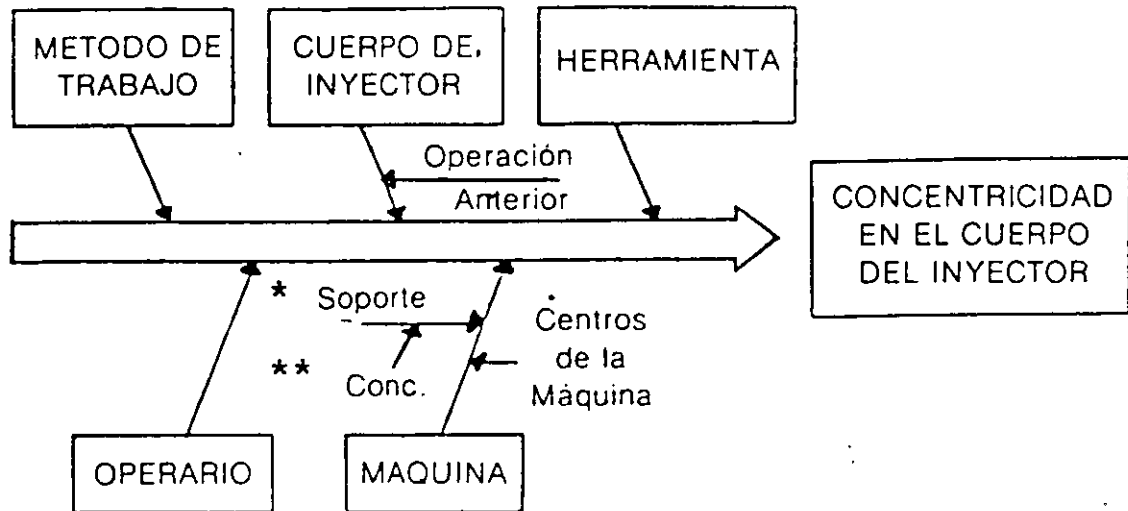 METODO DE
TRABAJO
CUERPO DE
INYECTOR
HERRAMIENTA
Operación
Anterior
CONCENTRICIDAD
EN EL CUERPO
DEL INYECTOR
*
Soporte
**
Conc.
Centros
de la
Máquina
OPERARIO
MAQUINA